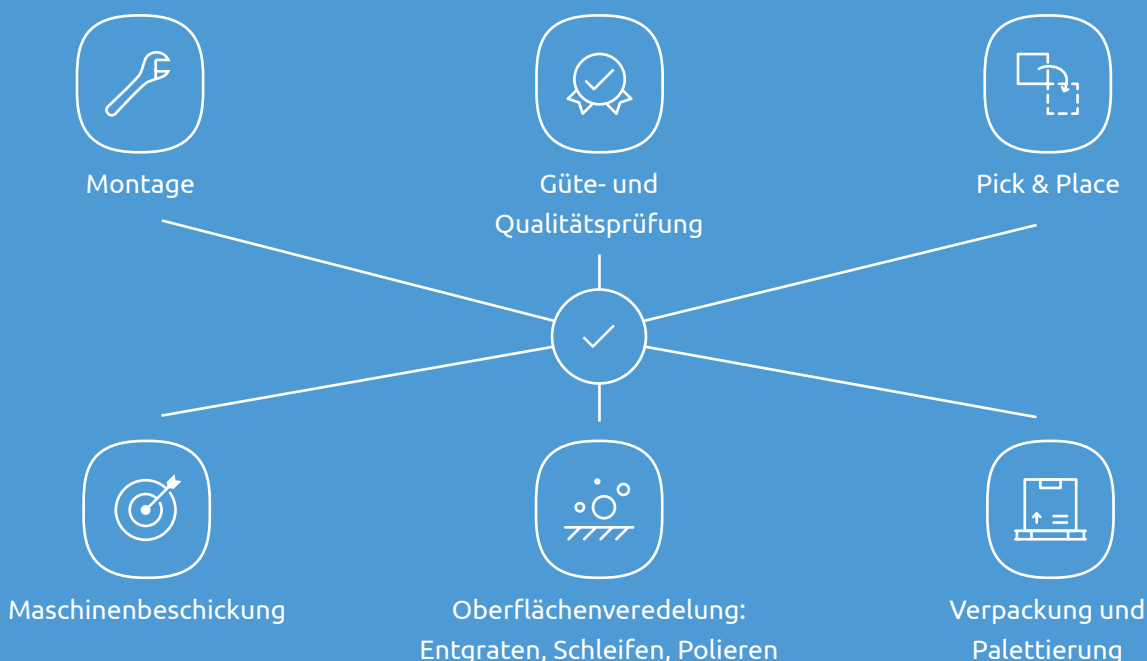 Montage
Güte- und
Qualitätsprüfung
Pick & Place
Maschinenbeschickung
Oberflächenveredelung:
Entgraten, Schleifen, Polieren
Verpackung und
Palettierung